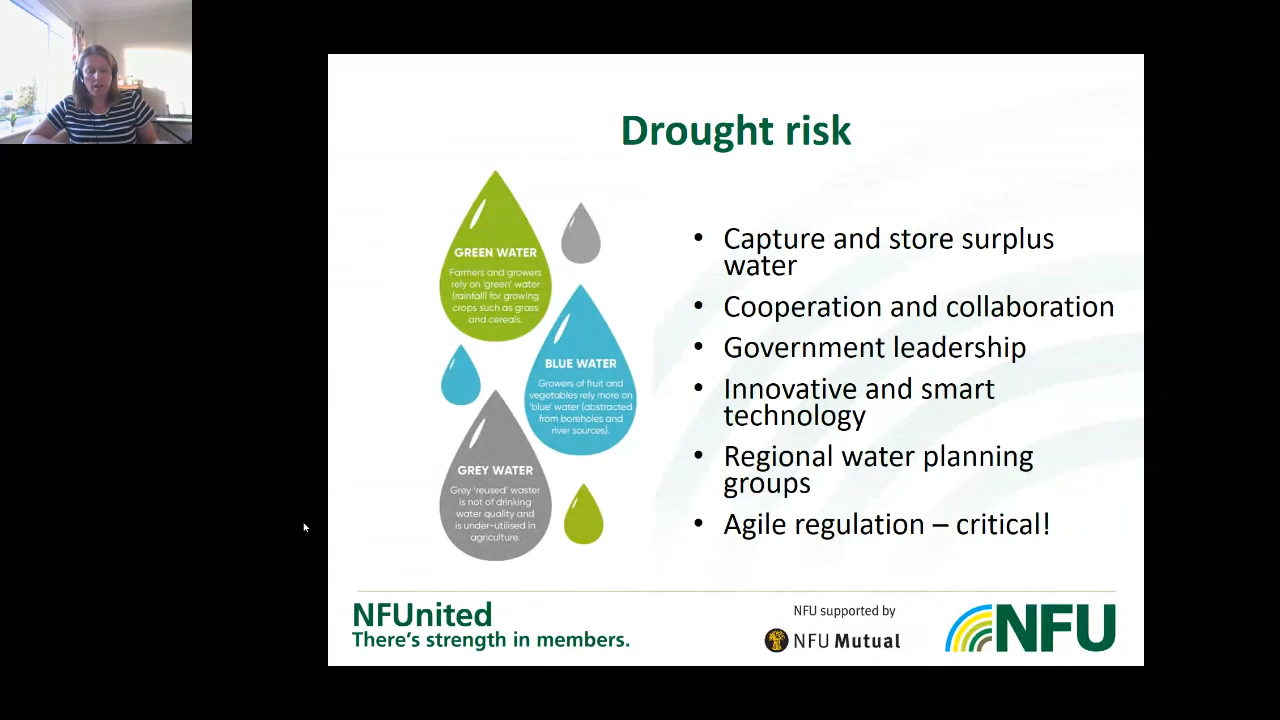 Drought risk
GREEN WATER
Farmers and growers
rely on 'green' water
(rainfall) for growing
crops such as grass
and cereals.
BLUE WATER
Growers of fruit and
vegetables rely more on
'blue' water (abstracted
from boreholes and
river sources).
GREY WATER
Grey 'reused' waster
is not of drinking
water quality and
is under-utilised in
agriculture.
• Capture and store surplus
water
• Cooperation and collaboration
• Government leadership
• Innovative and smart
technology
• Regional water planning
groups
• Agile regulation – critical!
NFUnited
There's strength in members.
NFU supported by
NFU Mutual
NFU